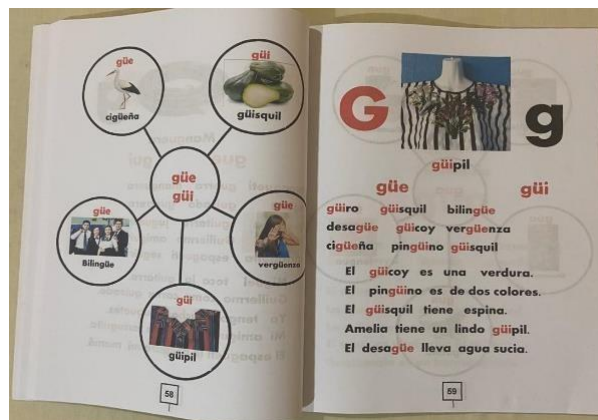 güe
cigüeña
güi
güisquil
güe
güi
güe
Bilingüe
güe
vergüenza
güi
güipil
58
G g
güipil
güe güi
güiro güisquil bilingüe
desagüe güicoy vergüenza
cigüeña pingüino güisquil
El güicoy es una verdura.
El pingüino es de dos colores.
El güisquil tiene espina.
Amelia tiene un lindo güipil.
El desagüe lleva agua sucia.
59